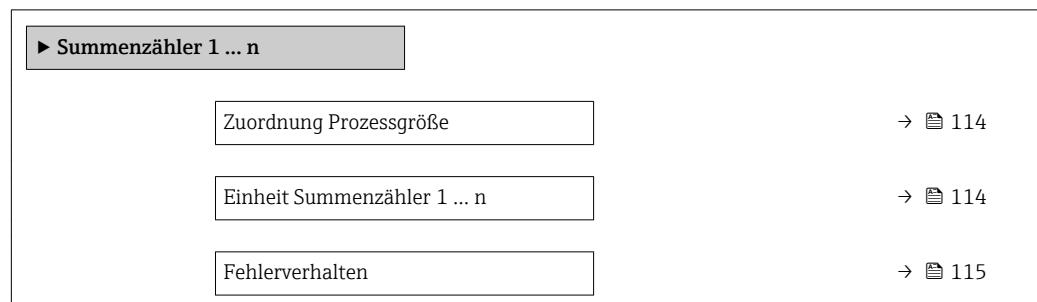 ▶ Summenzähler 1 … n
Zuordnung Prozessgröße → 114
Einheit Summenzähler 1 … n → 114
Fehlerverhalten → 115